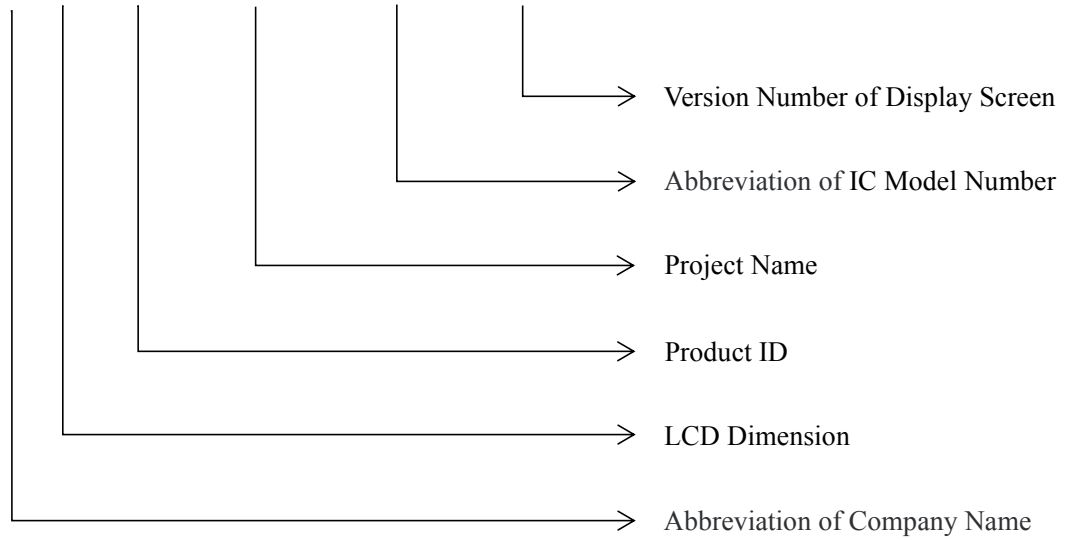 Version Number of Display Screen
Abbreviation of IC Model Number
Project Name
Product ID
LCD Dimension
Abbreviation of Company Name